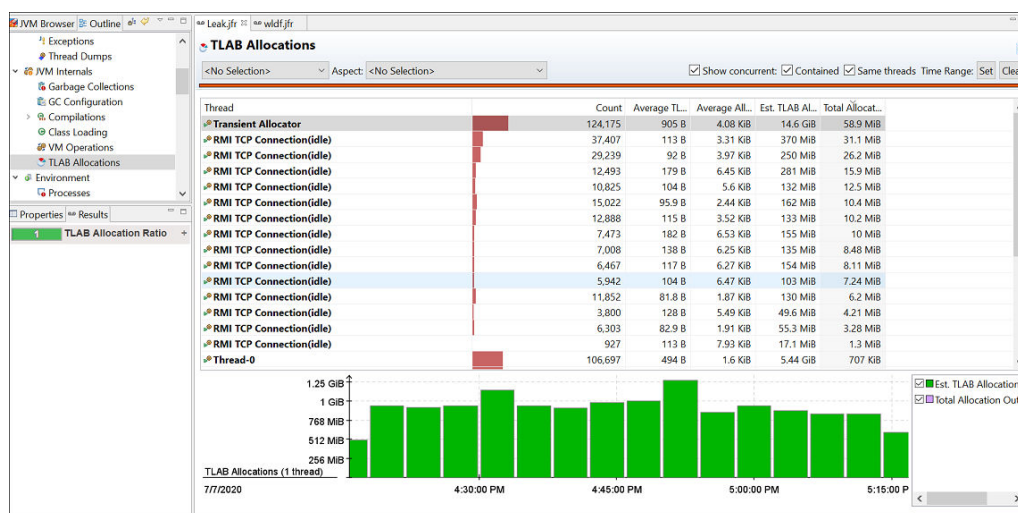 JVM Browser Outline
Exceptions
Thread Dumps
JVM Internals
Garbage Collections
GC Configuration
Compilations
Class Loading
VM Operations
TLAB Allocations
Environment
Processes
Properties Results
1 TLAB Allocation Ratio +
Leak.jfr wldf.jfr
TLAB Allocations
<No Selection> Aspect: <No Selection> Show concurrent: Contained Same threads Time Range: Set Clea
Thread Count Average TL... Average All... Est. TLAB Al... Total Allocat...
Transient Allocator 124,175 905 B 4.08 KiB 14.6 GiB 58.9 MiB
RMI TCP Connection(idle) 37,407 113 B 3.31 KiB 370 MiB 31.1 MiB
RMI TCP Connection(idle) 29,239 92 B 3.97 KiB 250 MiB 26.2 MiB
RMI TCP Connection(idle) 12,493 179 B 6.45 KiB 281 MiB 15.9 MiB
RMI TCP Connection(idle) 10,825 104 B 5.6 KiB 132 MiB 12.5 MiB
RMI TCP Connection(idle) 15,022 95.9 B 2.44 KiB 162 MiB 10.4 MiB
RMI TCP Connection(idle) 12,888 115 B 3.52 KiB 133 MiB 10.2 MiB
RMI TCP Connection(idle) 7,473 182 B 6.53 KiB 155 MiB 10 MiB
RMI TCP Connection(idle) 7,008 138 B 6.25 KiB 135 MiB 8.48 MiB
RMI TCP Connection(idle) 6,467 117 B 6.27 KiB 154 MiB 8.11 MiB
RMI TCP Connection(idle) 5,942 104 B 6.47 KiB 103 MiB 7.24 MiB
RMI TCP Connection(idle) 11,852 81.8 B 1.87 KiB 130 MiB 6.2 MiB
RMI TCP Connection(idle) 3,800 128 B 5.49 KiB 49.6 MiB 4.21 MiB
RMI TCP Connection(idle) 6,303 82.9 B 1.91 KiB 55.3 MiB 3.28 MiB
RMI TCP Connection(idle) 927 113 B 7.93 KiB 17.1 MiB 1.3 MiB
Thread-0 106,697 494 B 1.6 KiB 5.44 GiB 707 KiB
1.25 GiB
1 GiB
768 MiB
512 MiB
256 MiB
TLAB Allocations (1 thread)
7/7/2020 4:30:00 PM 4:45:00 PM 5:00:00 PM 5:15:00 P
Est. TLAB Allocation
Total Allocation Out